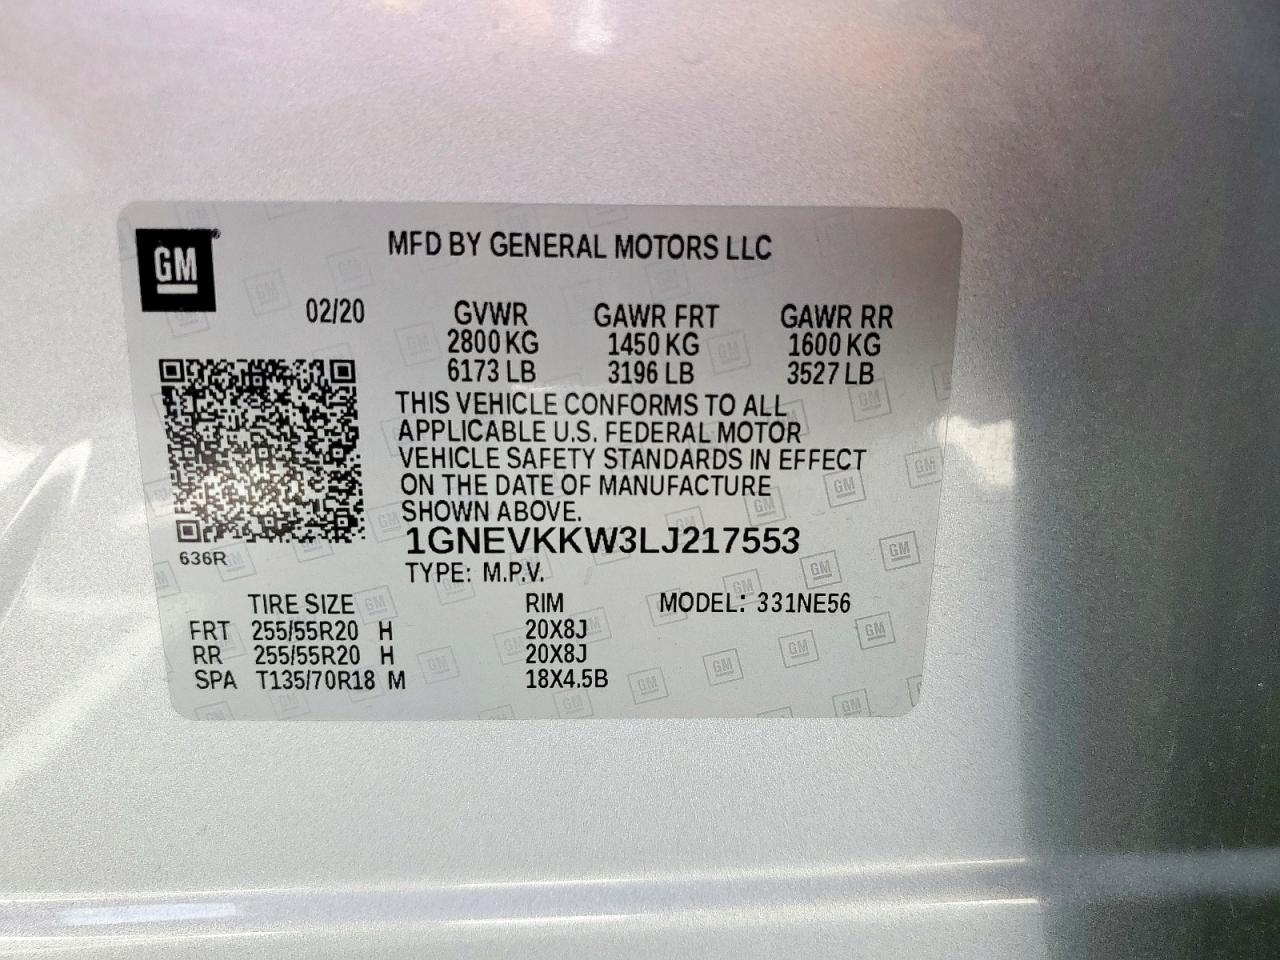 GM
MFD BY GENERAL MOTORS LLC
02/20
GVWR GAWR FRT GAWR RR
2800 KG 1450 KG 1600 KG
6173 LB 3196 LB 3527 LB
THIS VEHICLE CONFORMS TO ALL
APPLICABLE U.S. FEDERAL MOTOR
VEHICLE SAFETY STANDARDS IN EFFECT
ON THE DATE OF MANUFACTURE
SHOWN ABOVE.
636R
1GNEVKKW3LJ217553
TYPE: M.P.V.
TIRE SIZE RIM MODEL: 331NE56
FRT 255/55R20 H 20X8J
RR 255/55R20 H 20X8J
SPA T135/70R18 M 18X4.5B